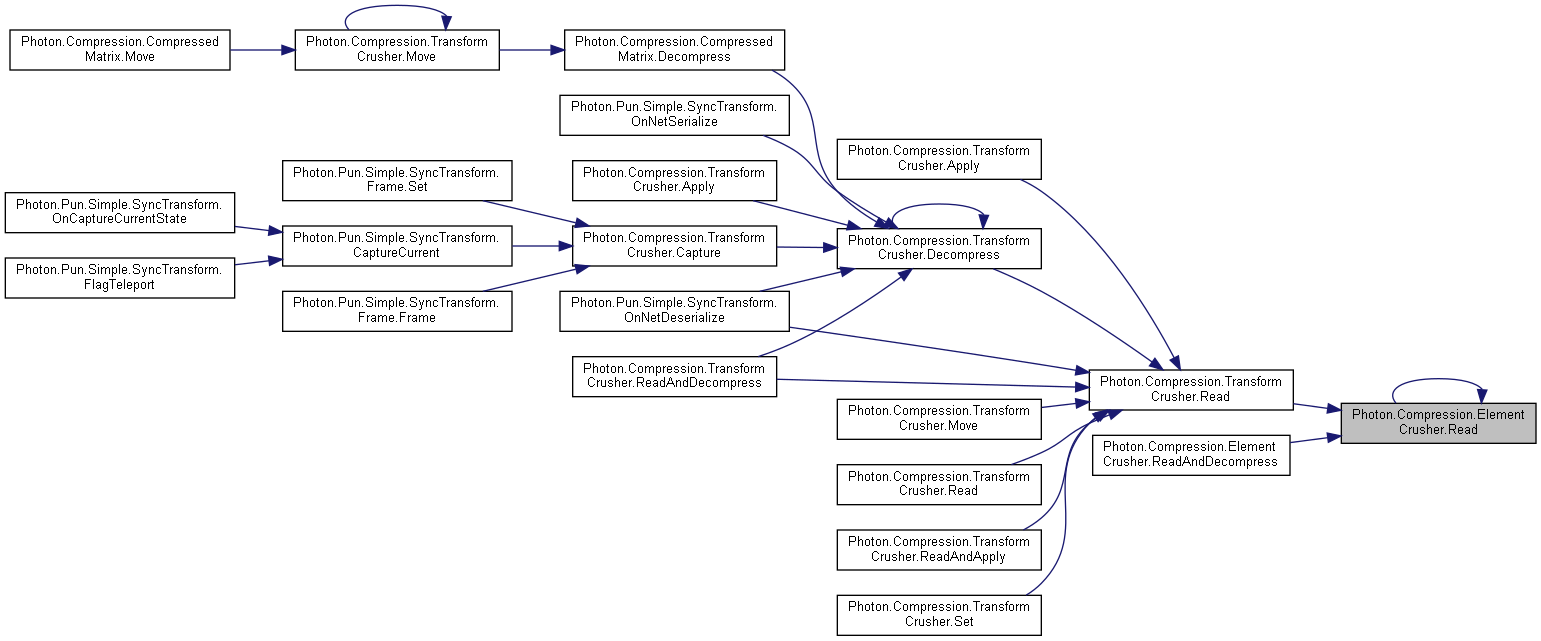 Photon.Compression.Compressed
Matrix.Move
Photon.Compression.Transform
Crusher.Move
Photon.Compression.Compressed
Matrix.Decompress
Photon.Pun.Simple.SyncTransform.
OnNetSerialize
Photon.Compression.Transform
Crusher.Apply
Photon.Pun.Simple.SyncTransform.
Frame.Set
Photon.Compression.Transform
Crusher.Apply
Photon.Pun.Simple.SyncTransform.
OnCaptureCurrentState
Photon.Pun.Simple.SyncTransform.
CaptureCurrent
Photon.Compression.Transform
Crusher.Capture
Photon.Compression.Transform
Crusher.Decompress
Photon.Pun.Simple.SyncTransform.
FlagTeleport
Photon.Pun.Simple.SyncTransform.
Frame.Frame
Photon.Pun.Simple.SyncTransform.
OnNetDeserialize
Photon.Compression.Transform
Crusher.ReadAndDecompress
Photon.Compression.Transform
Crusher.Read
Photon.Compression.Transform
Crusher.Move
Photon.Compression.Element
Crusher.Read
Photon.Compression.Element
Crusher.ReadAndDecompress
Photon.Compression.Transform
Crusher.Read
Photon.Compression.Transform
Crusher.ReadAndApply
Photon.Compression.Transform
Crusher.Set